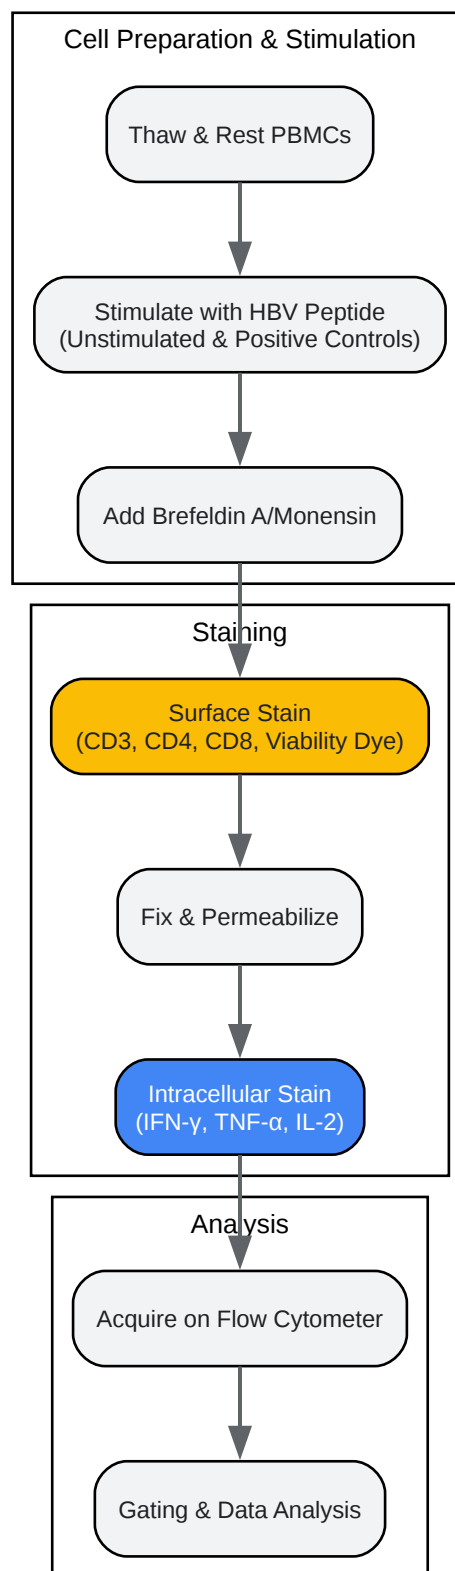 Cell Preparation & Stimulation
Thaw & Rest PBMCs
Stimulate with HBV Peptide
(Unstimulated & Positive Controls)
Add Brefeldin A/Monensin
Staining
Surface Stain
(CD3, CD4, CD8, Viability Dye)
Fix & Permeabilize
Intracellular Stain
(IFN-γ, TNF-α, IL-2)
Analysis
Acquire on Flow Cytometer
Gating & Data Analysis